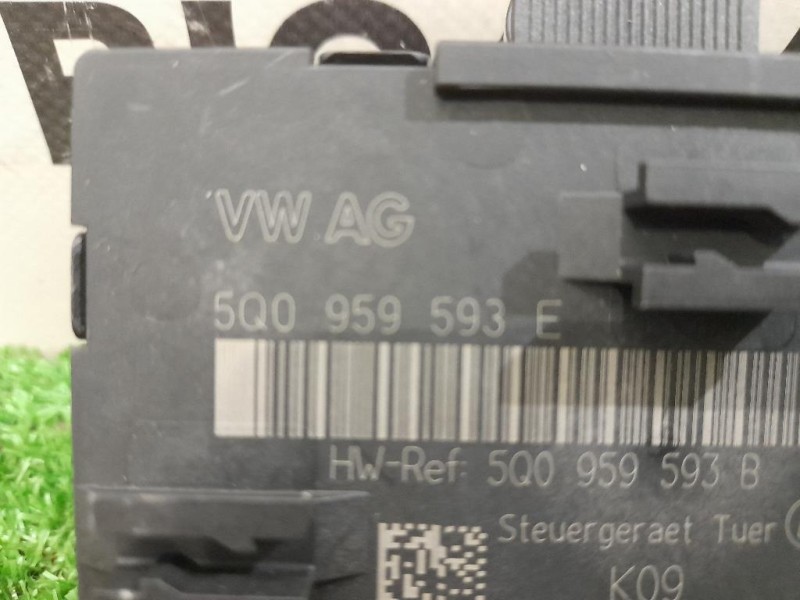 VW AG
5Q0 959 593 E
HW-Ref: 5Q0 959 593 B
Steuergeraet Tuer
K09